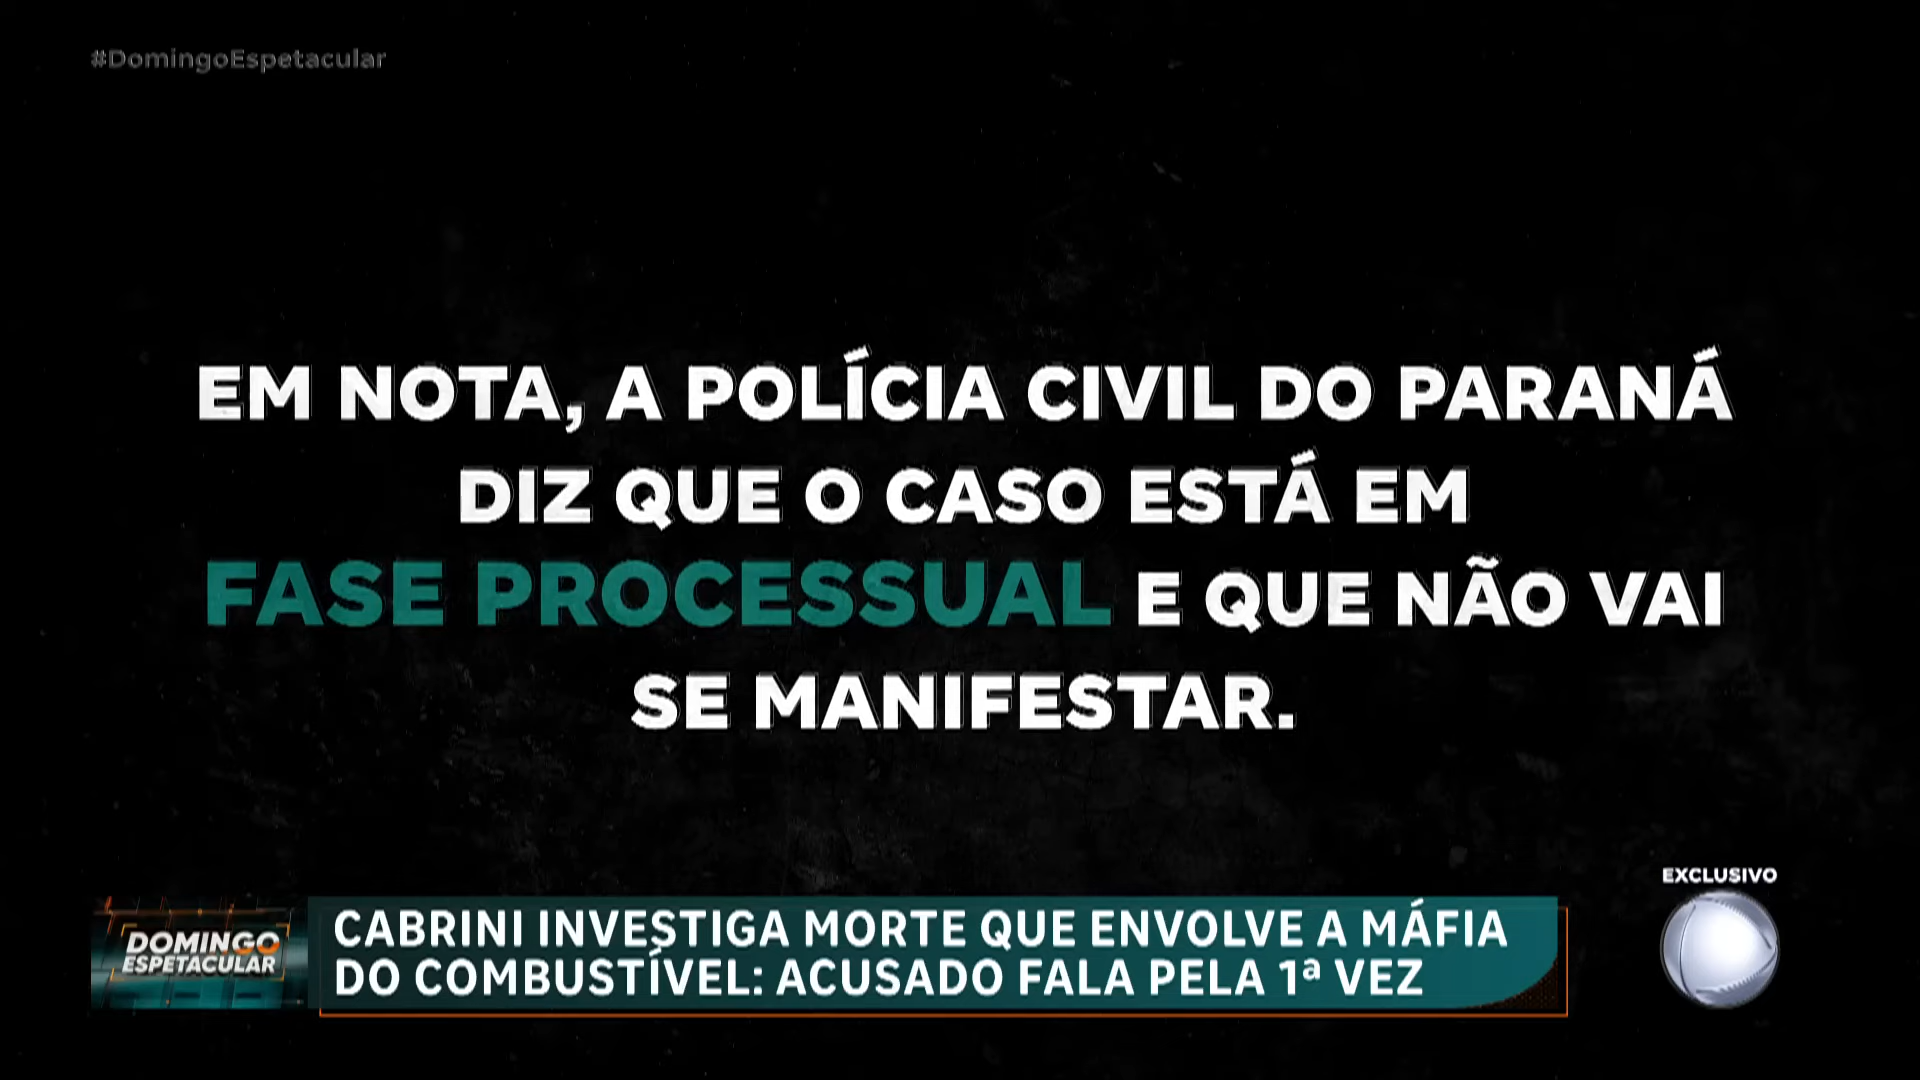 #DomingoEspetacular
EM NOTA, A POLÍCIA CIVIL DO PARANÁ
DIZ QUE O CASO ESTÁ EM
FASE PROCESSUAL E QUE NÃO VAI
SE MANIFESTAR.
EXCLUSIVO
DOMINGO
ESPETACULAR
CABRINI INVESTIGA MORTE QUE ENVOLVE A MÁFIA
DO COMBUSTÍVEL: ACUSADO FALA PELA 1ª VEZ